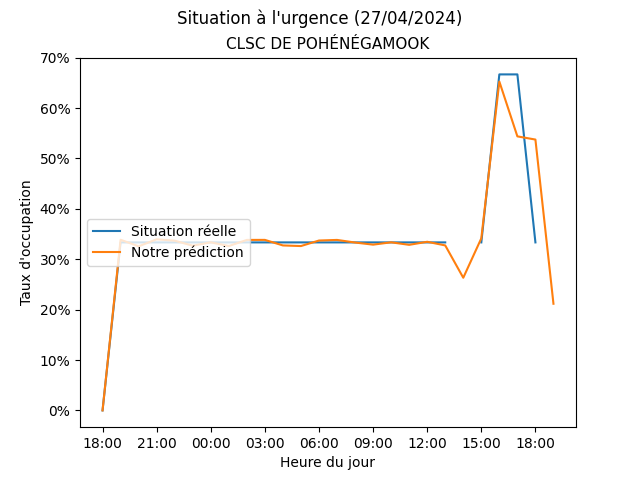 Situation à l'urgence (27/04/2024)
CLSC DE POHÉNÉGAMOOK
70%
60%
50%
40%
30%
20%
10%
0%
Taux d'occupation
Situation réelle
Notre prédiction
18:00 21:00 00:00 03:00 06:00 09:00 12:00 15:00 18:00
Heure du jour